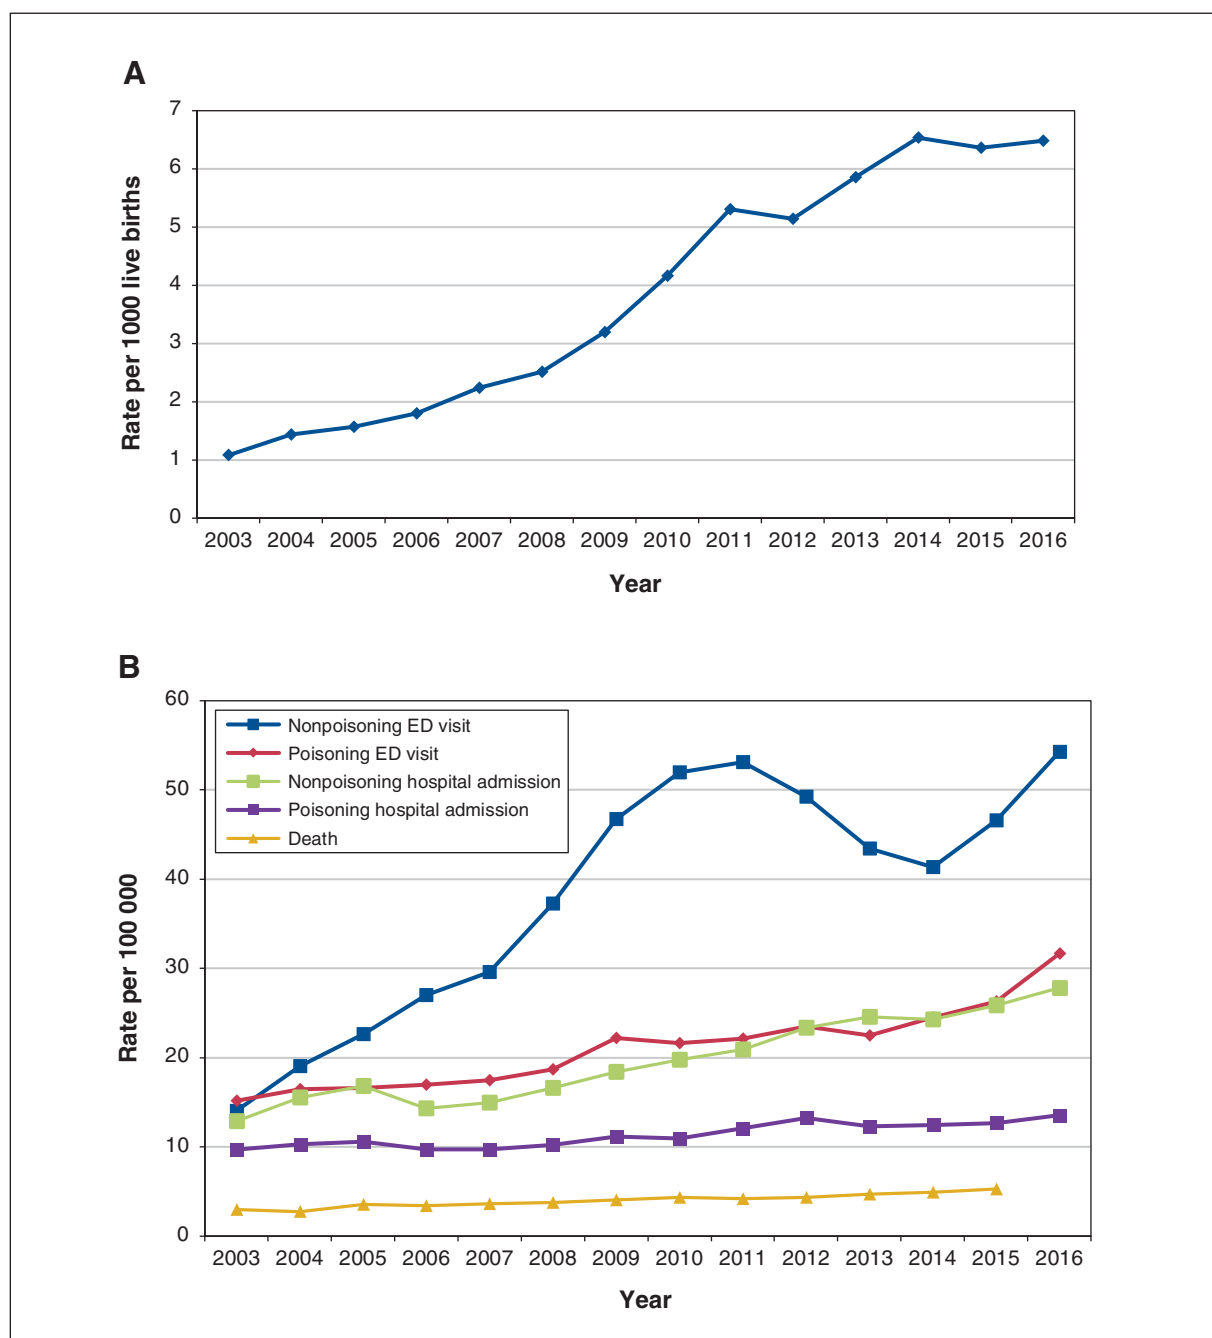 A
7
6
5
4
3
2
1
0
Rate per 1000 live births
2003 2004 2005 2006 2007 2008 2009 2010 2011 2012 2013 2014 2015 2016
Year
B
60
50
40
30
20
10
0
Rate per 100 000
Nonpoisoning ED visit
Poisoning ED visit
Nonpoisoning hospital admission
Poisoning hospital admission
Death
2003 2004 2005 2006 2007 2008 2009 2010 2011 2012 2013 2014 2015 2016
Year